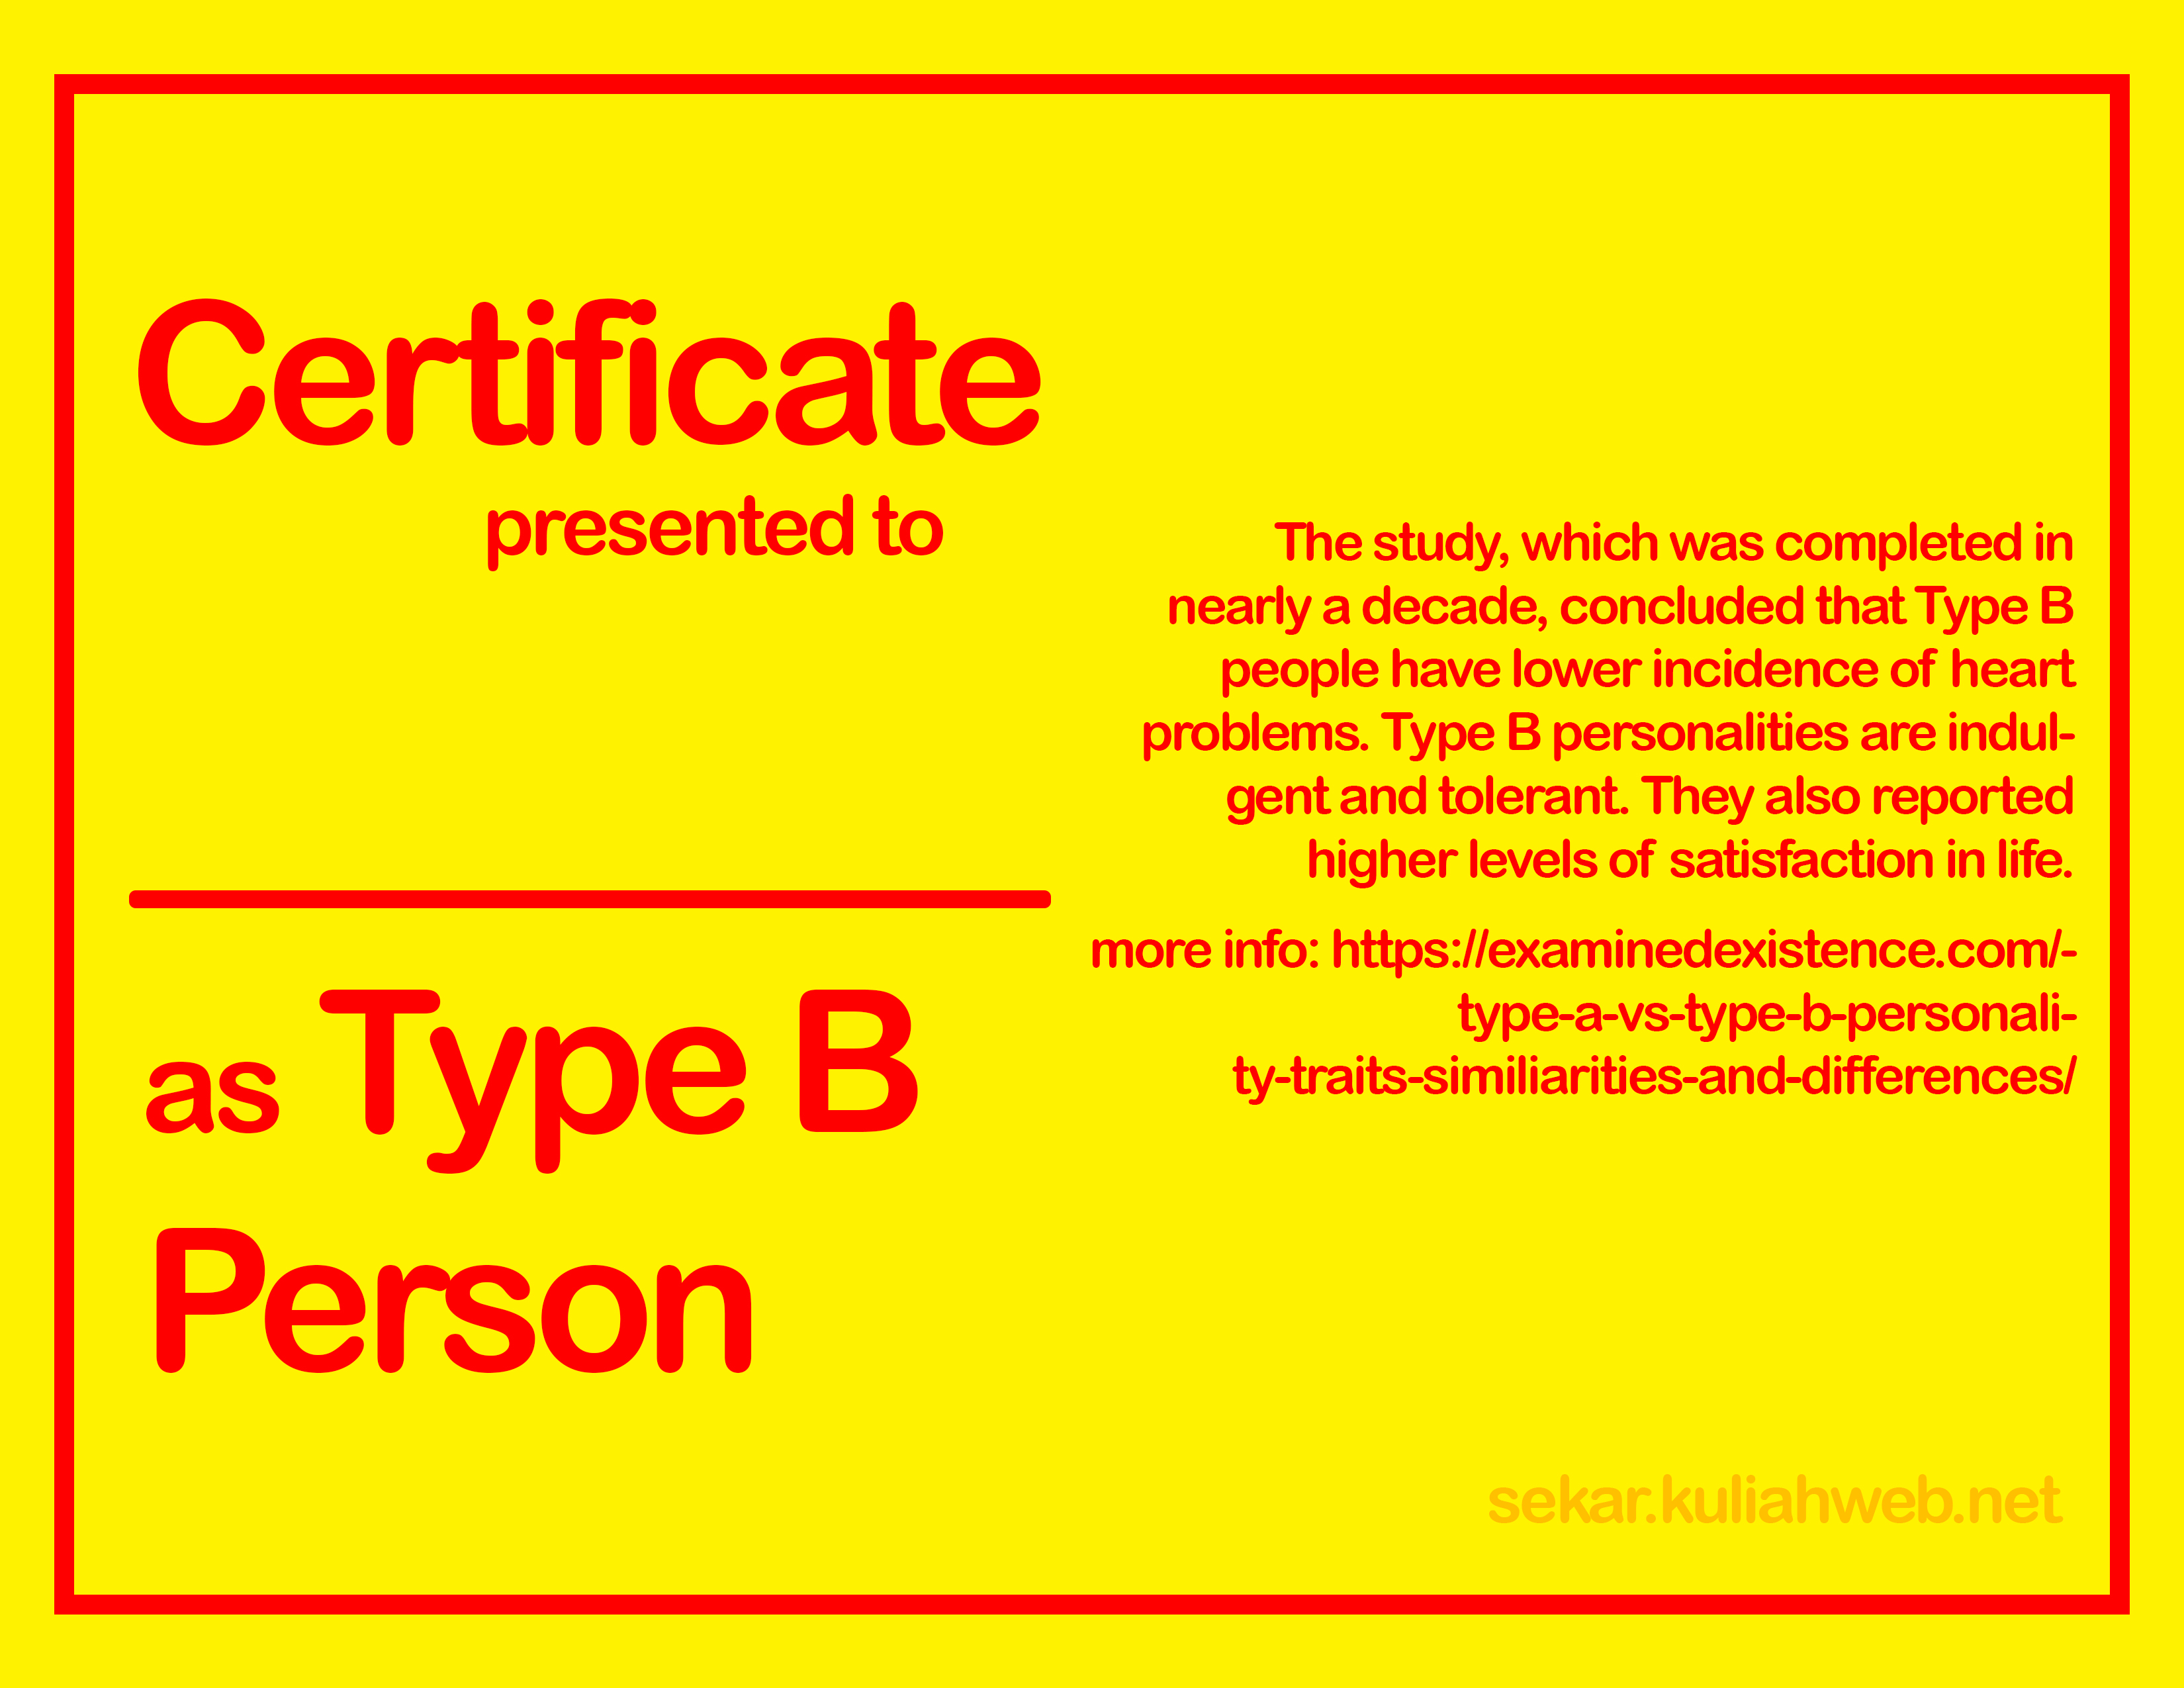 Certificate
presented to
as Type B
Person
The study, which was completed in
nearly a decade, concluded that Type B
people have lower incidence of heart
problems. Type B personalities are indul-
gent and tolerant. They also reported
higher levels of satisfaction in life.
more info: https://examinedexistence.com/-
type-a-vs-type-b-personali-
ty-traits-similiarities-and-differences/
sekar.kuliahweb.net